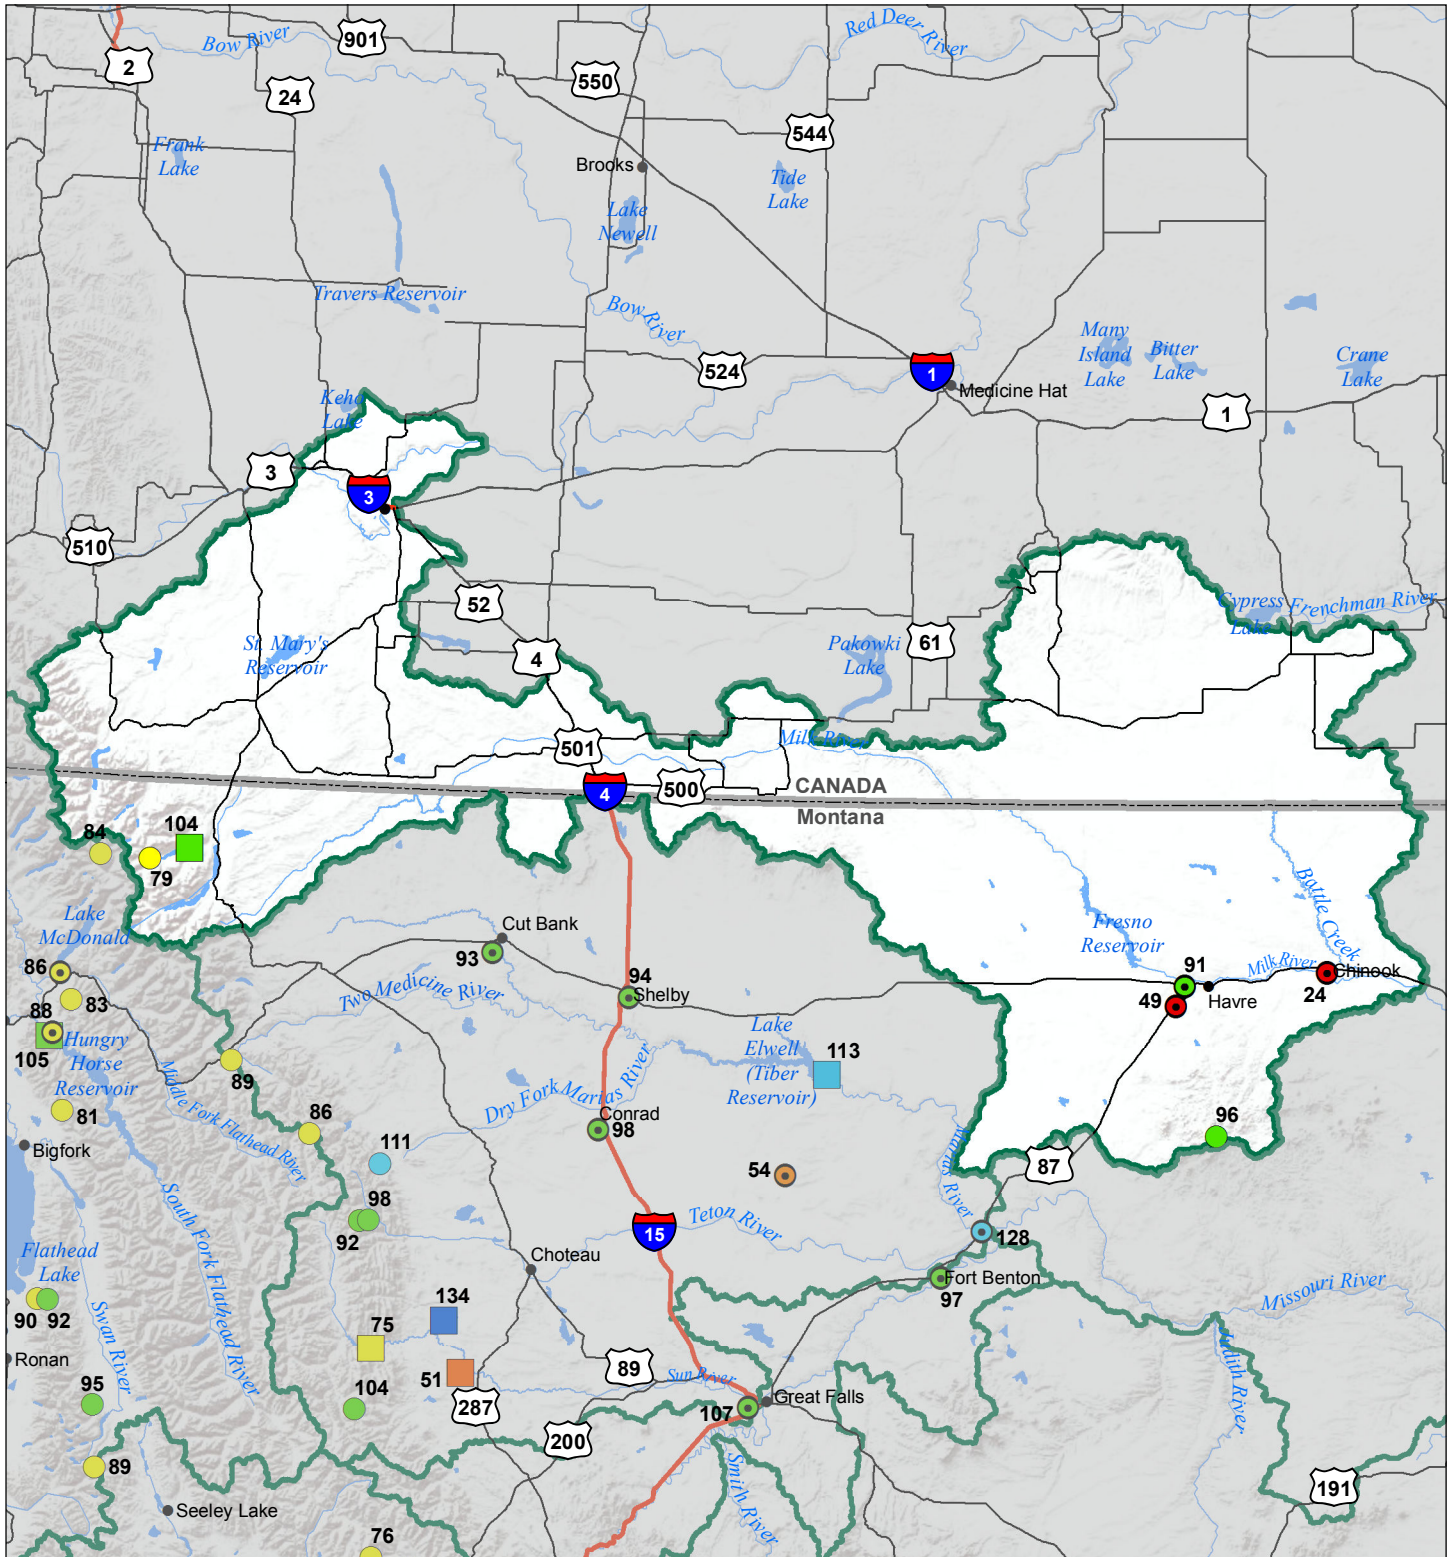 Bow River
901
Red Deer River
2
24
550
544
Frank
Lake
Brooks
Tide
Lake
Lake
Newell
Travers Reservoir
Bow River
Many
Island
Lake
Bitter
Lake
Crane
Lake
524
1
Medicine Hat
1
Keho
Lake
3
3
510
52
Cypress
Lake
Frenchman River
St. Mary's
Reservoir
4
Pakowki
Lake
61
501
Milk River
500
4
CANADA
Montana
84
104
79
Battle Creek
Lake
McDonald
Cut Bank
93
Fresno
Reservoir
86
83
94
Shelby
91
Milk River
Chinook
24
49
Havre
Two Medicine River
88
105
Hungry
Horse
Reservoir
Lake
Elwell
(Tiber
Reservoir)
113
89
Middle Fork Flathead River
Dry Fork Marias River
81
86
Conrad
98
96
Bigfork
111
54
Marias River
87
98
92
South Fork Flathead River
Teton River
15
128
Flathead
Lake
Choteau
Fort Benton
97
Missouri River
90
92
Swan River
134
75
Ronan
51
89
Sun River
Judith River
95
104
287
107
Great Falls
200
89
Smith River
191
Seeley Lake
76